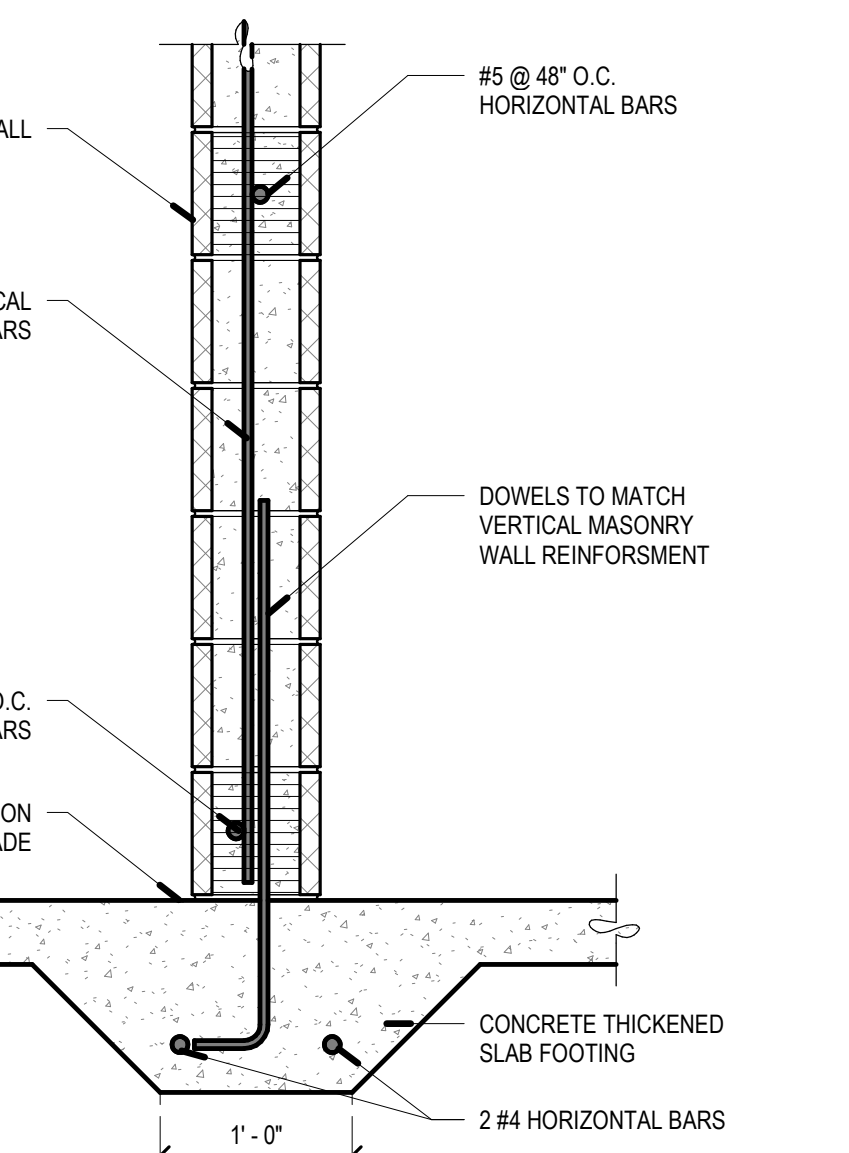 #5 @ 48" O.C.
HORIZONTAL BARS
ALL
CAL
ARS
DOWELS TO MATCH
VERTICAL MASONRY
WALL REINFORSMENT
O.C.
ARS
ON
ADE
CONCRETE THICKENED
SLAB FOOTING
2 #4 HORIZONTAL BARS
1' - 0"